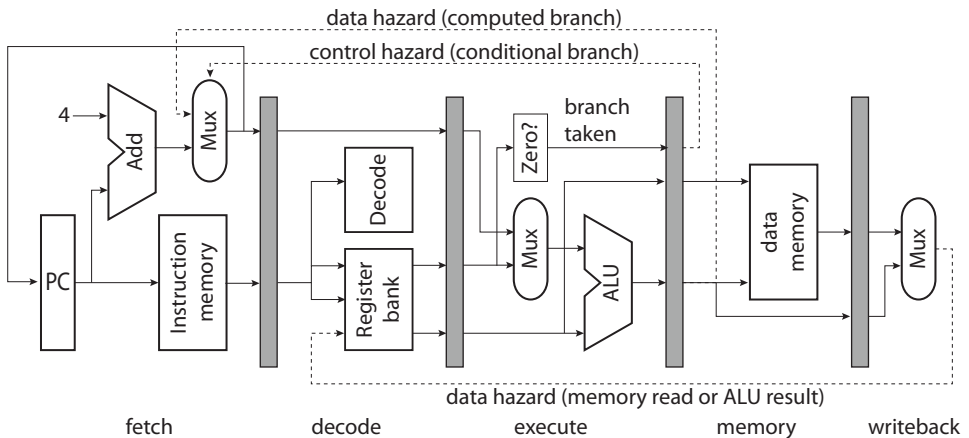 data hazard (computed branch)
control hazard (conditional branch)
branch
taken
4
Add
Mux
Zero?
Decode
Mux
data
memory
Mux
PC
Instruction
memory
Register
bank
ALU
data hazard (memory read or ALU result)
fetch
decode
execute
memory
writeback